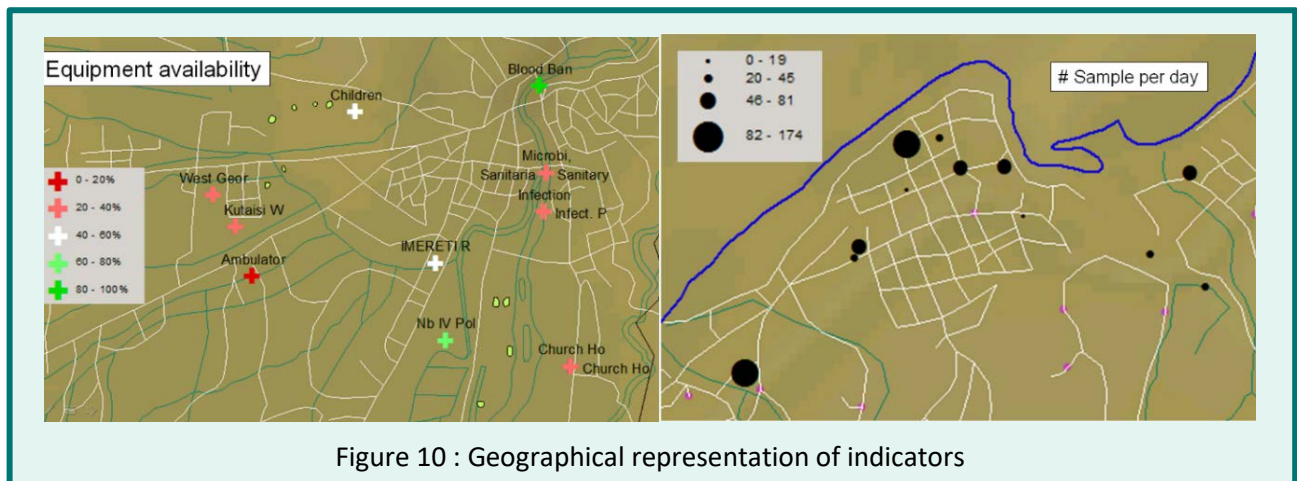 Equipment availability
Blood Ban
Children
Microbi,
Sanitaria Sanitary
West Geor
Infection
Kutaisi W
Infect. P
IMERETI R
Ambulator
Nb IV Pol
Church Ho
Church Ho
0 - 20%
20 - 40%
40 - 60%
60 - 80%
80 - 100%
0 - 19
20 - 45
46 - 81
82 - 174
# Sample per day
Figure 10 : Geographical representation of indicators